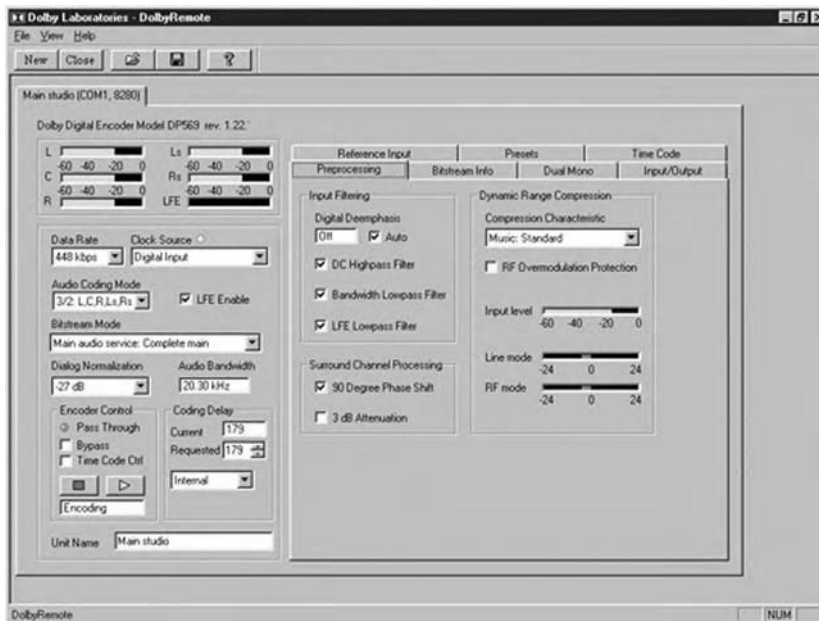 Dolby Laboratories - DolbyRemote
File View Help
New Close
Main studio (COM1, 8280)
Dolby Digital Encoder Model DP569 rev. 1.22
L Ls
-60 -40 -20 0 -60 -40 -20 0
C Rs
-60 -40 -20 0 -60 -40 -20 0
R LFE
Data Rate Clock Source
448 kbps Digital Input
Audio Coding Mode
3/2: L,C,R,Ls,Rs LFE Enable
Bitstream Mode
Main audio service: Complete main
Dialog Normalization Audio Bandwidth
-27 dB 20.30 kHz
Encoder Control Coding Delay
Pass Through Current 179
Bypass Requested 179
Time Code Ctrl
Internal
Encoding
Unit Name Main studio
Reference Input Presets Time Code
Preprocessing Bitstream Info Dual Mono Input/Output
Input Filtering
Digital Deemphasis
Off Auto
DC Highpass Filter
Bandwidth Lowpass Filter
LFE Lowpass Filter
Surround Channel Processing
90 Degree Phase Shift
3 dB Attenuation
Dynamic Range Compression
Compression Characteristic
Music: Standard
RF Overmodulation Protection
Input level
-60 -40 -20 0
Line mode
-24 0 24
RF mode
-24 0 24
DolbyRemote NUM